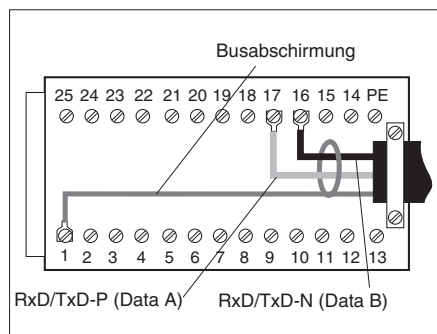 Busabschirmung
25 24 23 22 21 20 19 18 17 16 15 14 PE
1 2 3 4 5 6 7 8 9 10 11 12 13
RxD/TxD-P (Data A) RxD/TxD-N (Data B)